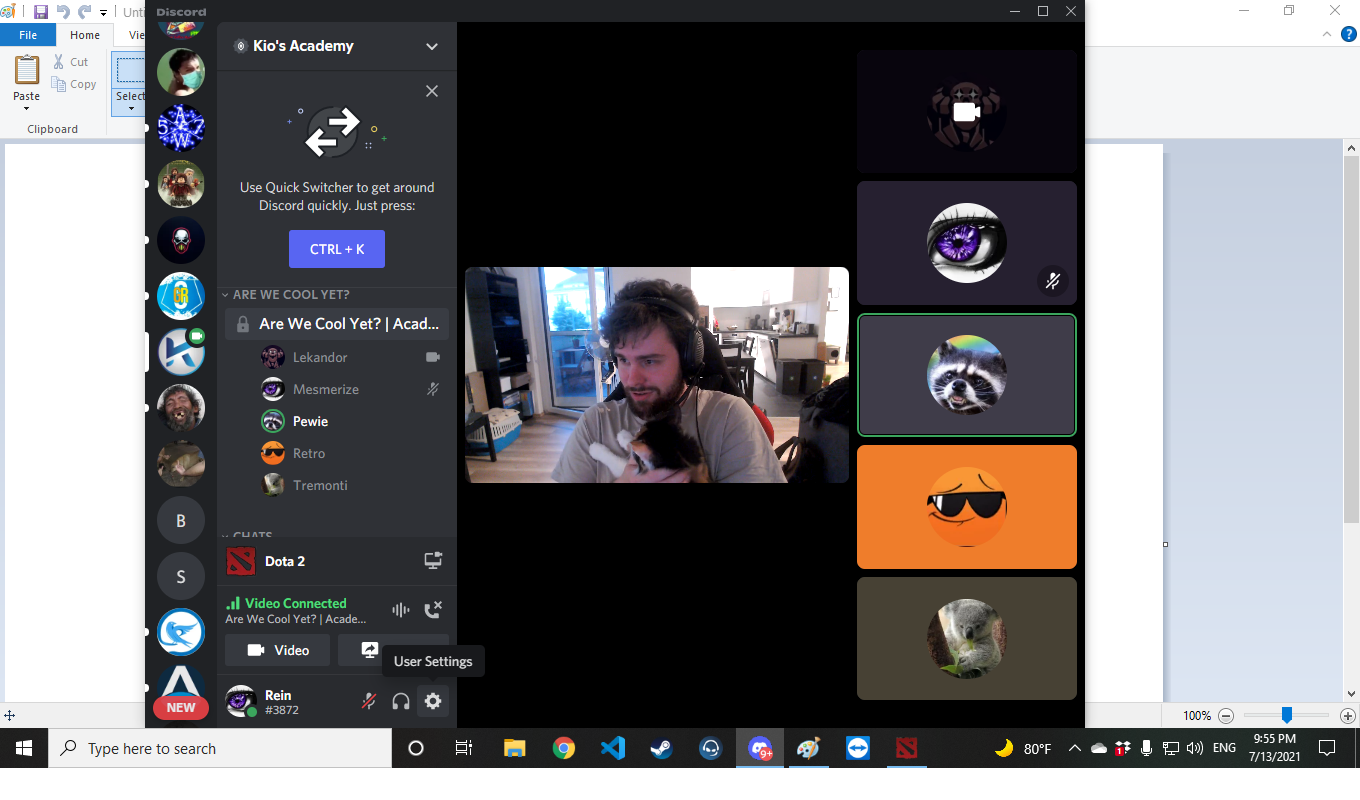 Discord
Unti
File
Home
Vie
Paste
Cut
Copy
Select
Clipboard
Kio's Academy
Use Quick Switcher to get around
Discord quickly. Just press:
CTRL + K
ARE WE COOL YET?
Are We Cool Yet? | Acad...
Lekandor
Mesmerize
Pewie
Retro
Tremonti
CHATS
B
S
NEW
Dota 2
Video Connected
Are We Cool Yet? | Acade...
Video
User Settings
Rein
#3872
100%
Type here to search
9+
80°F
1
ENG
9:55 PM
7/13/2021